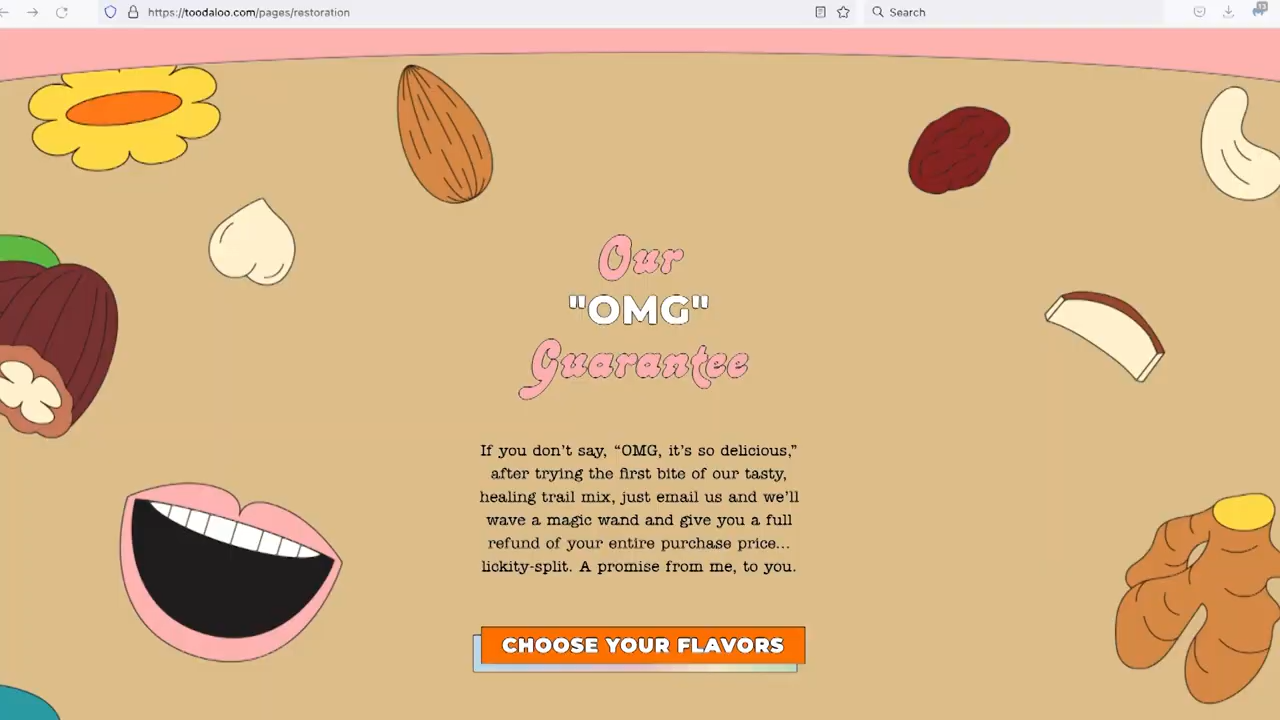 https://toodaloo.com/pages/restoration
Search
13
Our
"OMG"
Guarantee
If you don’t say, “OMG, it’s so delicious,”
after trying the first bite of our tasty,
healing trail mix, just email us and we’ll
wave a magic wand and give you a full
refund of your entire purchase price...
lickity-split. A promise from me, to you.
CHOOSE YOUR FLAVORS